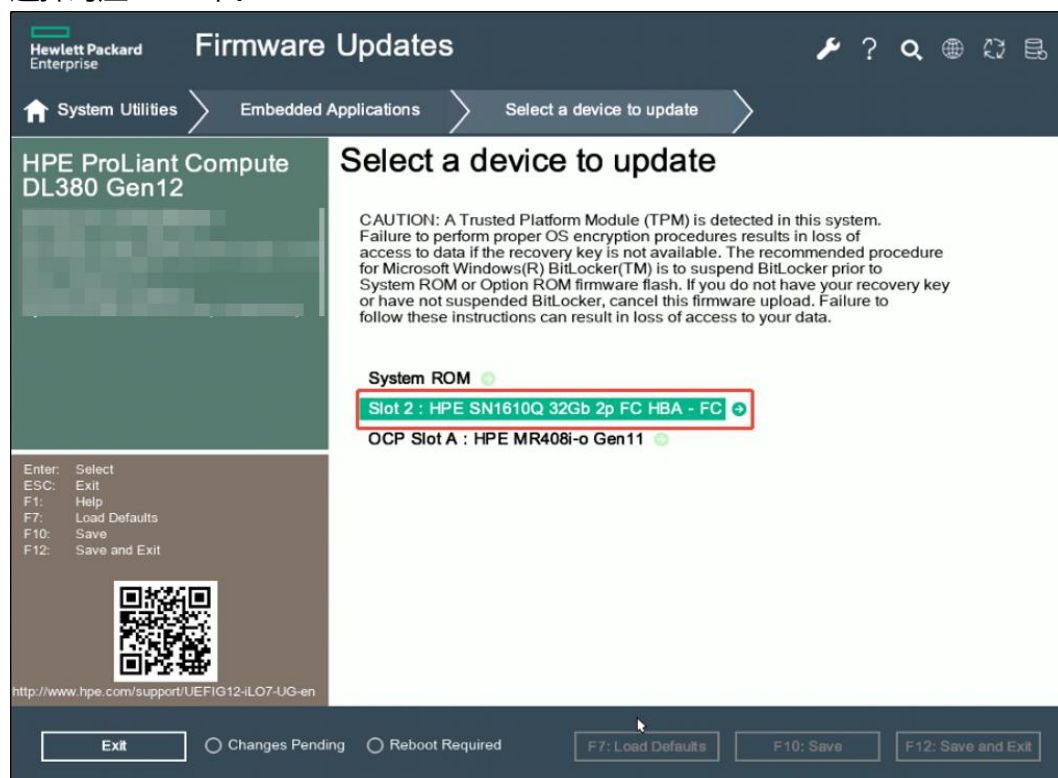 Hewlett Packard
Enterprise
Firmware Updates
?
System Utilities
Embedded Applications
Select a device to update
HPE ProLiant Compute
DL380 Gen12
Select a device to update
CAUTION: A Trusted Platform Module (TPM) is detected in this system.
Failure to perform proper OS encryption procedures results in loss of
access to data if the recovery key is not available. The recommended procedure
for Microsoft Windows(R) BitLocker(TM) is to suspend BitLocker prior to
System ROM or Option ROM firmware flash. If you do not have your recovery key
or have not suspended BitLocker, cancel this firmware upload. Failure to
follow these instructions can result in loss of access to your data.
System ROM
Slot 2 : HPE SN1610Q 32Gb 2p FC HBA - FC
OCP Slot A : HPE MR408i-o Gen11
Enter: Select
ESC: Exit
F1: Help
F7: Load Defaults
F10: Save
F12: Save and Exit
http://www.hpe.com/support/UEFIG12-iLO7-UG-en
Exit
Changes Pending
Reboot Required
F7: Load Defaults
F10: Save
F12: Save and Exit